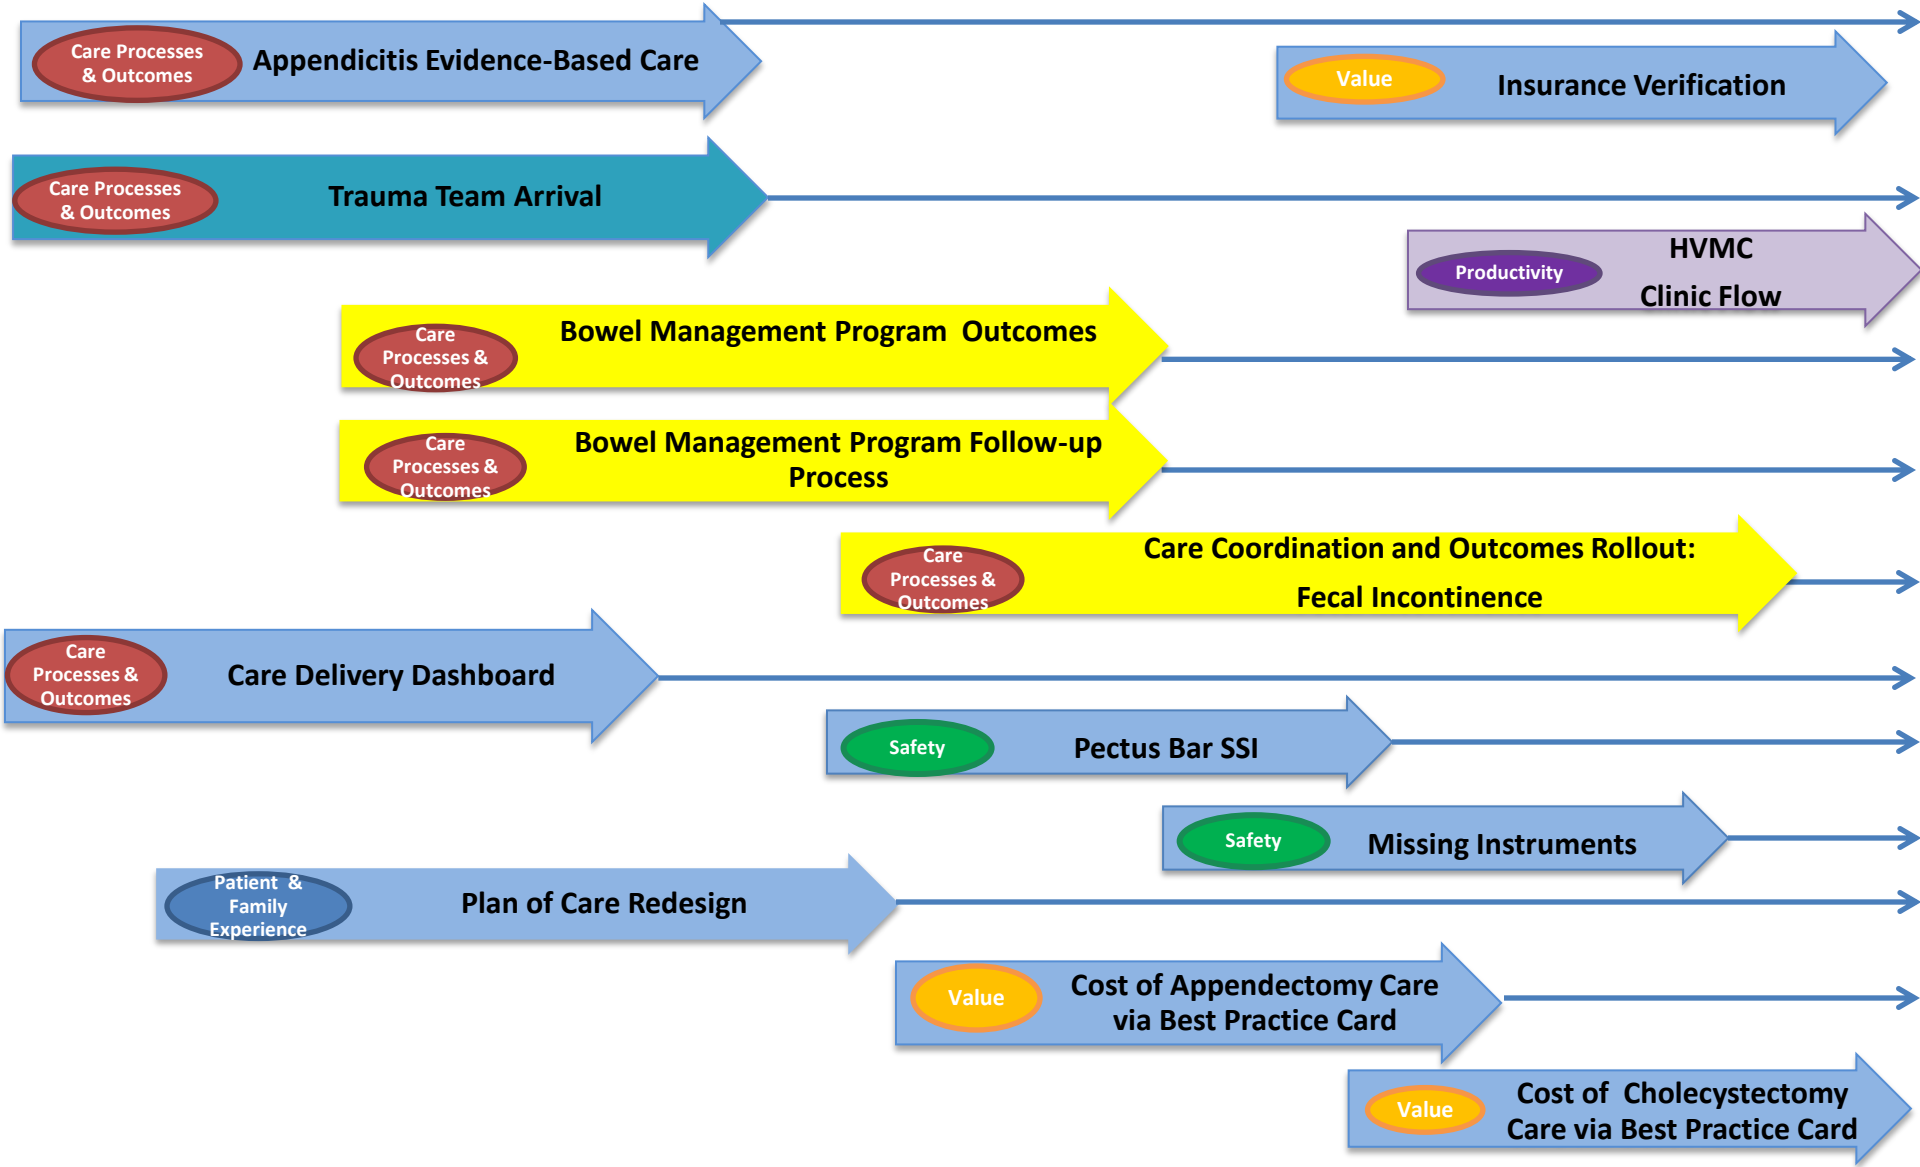 Care Processes
& Outcomes
Appendicitis Evidence-Based Care
Value
Insurance Verification
Care Processes
& Outcomes
Trauma Team Arrival
Productivity
HVMC
Clinic Flow
Care
Processes &
Outcomes
Bowel Management Program  Outcomes
Care
Processes &
Outcomes
Bowel Management Program Follow-up
Process
Care
Processes &
Outcomes
Care Coordination and Outcomes Rollout:
Fecal Incontinence
Care
Processes &
Outcomes
Care Delivery Dashboard
Safety
Pectus Bar SSI
Safety
Missing Instruments
Patient  &
Family
Experience
Plan of Care Redesign
Value
Cost of Appendectomy Care
via Best Practice Card
Value
Cost of  Cholecystectomy
Care via Best Practice Card